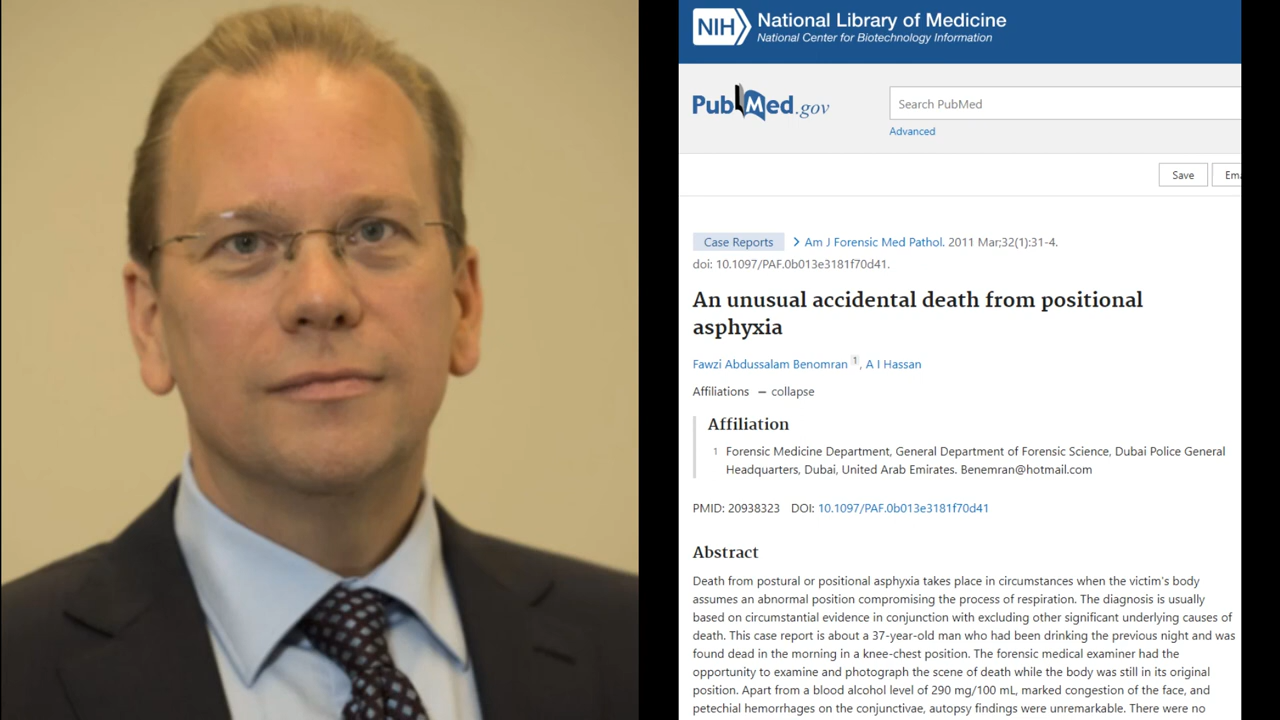 NIH National Library of Medicine
National Center for Biotechnology Information
PubMed.gov
Search PubMed
Advanced
Save
Ema
Case Reports > Am J Forensic Med Pathol. 2011 Mar;32(1):31-4.
doi: 10.1097/PAF.0b013e3181f70d41.
An unusual accidental death from positional
asphyxia
Fawzi Abdussalam Benomran 1, A I Hassan
Affiliations − collapse
Affiliation
1 Forensic Medicine Department, General Department of Forensic Science, Dubai Police General
Headquarters, Dubai, United Arab Emirates. Benemran@hotmail.com
PMID: 20938323 DOI: 10.1097/PAF.0b013e3181f70d41
Abstract
Death from postural or positional asphyxia takes place in circumstances when the victim's body
assumes an abnormal position compromising the process of respiration. The diagnosis is usually
based on circumstantial evidence in conjunction with excluding other significant underlying causes of
death. This case report is about a 37-year-old man who had been drinking the previous night and was
found dead in the morning in a knee-chest position. The forensic medical examiner had the
opportunity to examine and photograph the scene of death while the body was still in its original
position. Apart from a blood alcohol level of 290 mg/100 mL, marked congestion of the face, and
petechial hemorrhages on the conjunctivae, autopsy findings were unremarkable. There were no